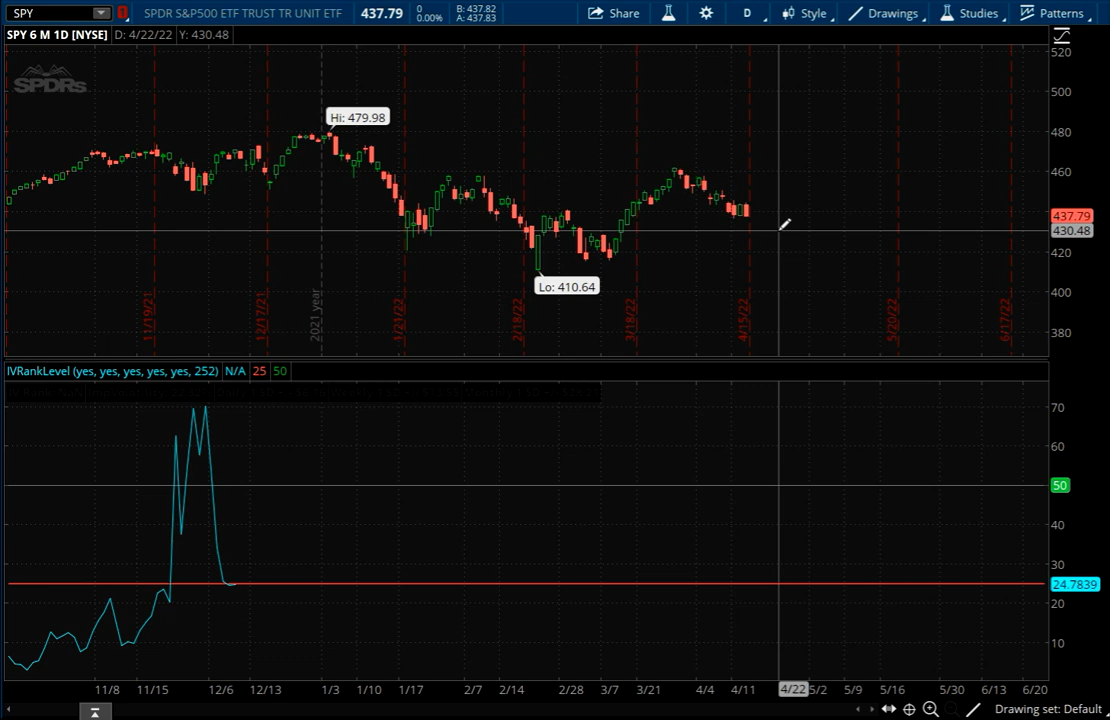 SPY 1 SPDR S&P500 ETF TRUST TR UNIT ETF 437.79 0 0.00% B: 437.82 A: 437.83 Share D Style Drawings Studies Patterns
SPY 6 M 1D [NYSE] D: 4/22/22 Y: 430.48
SPDRs
Hi: 479.98
Lo: 410.64
520
500
480
460
437.79
430.48
420
400
380
11/19/21 12/17/21 2021 year 1/21/22 2/18/22 3/18/22 4/15/22 5/20/22 6/17/22
IVRankLevel (yes, yes, yes, yes, yes, 252) N/A 25 50
70
60
50
40
30
24.7839
20
10
11/8 11/15 12/6 12/13 1/3 1/10 1/17 2/7 2/14 2/28 3/7 3/21 4/4 4/11 4/22 5/2 5/9 5/16 5/30 6/13 6/20
Drawing set: Default